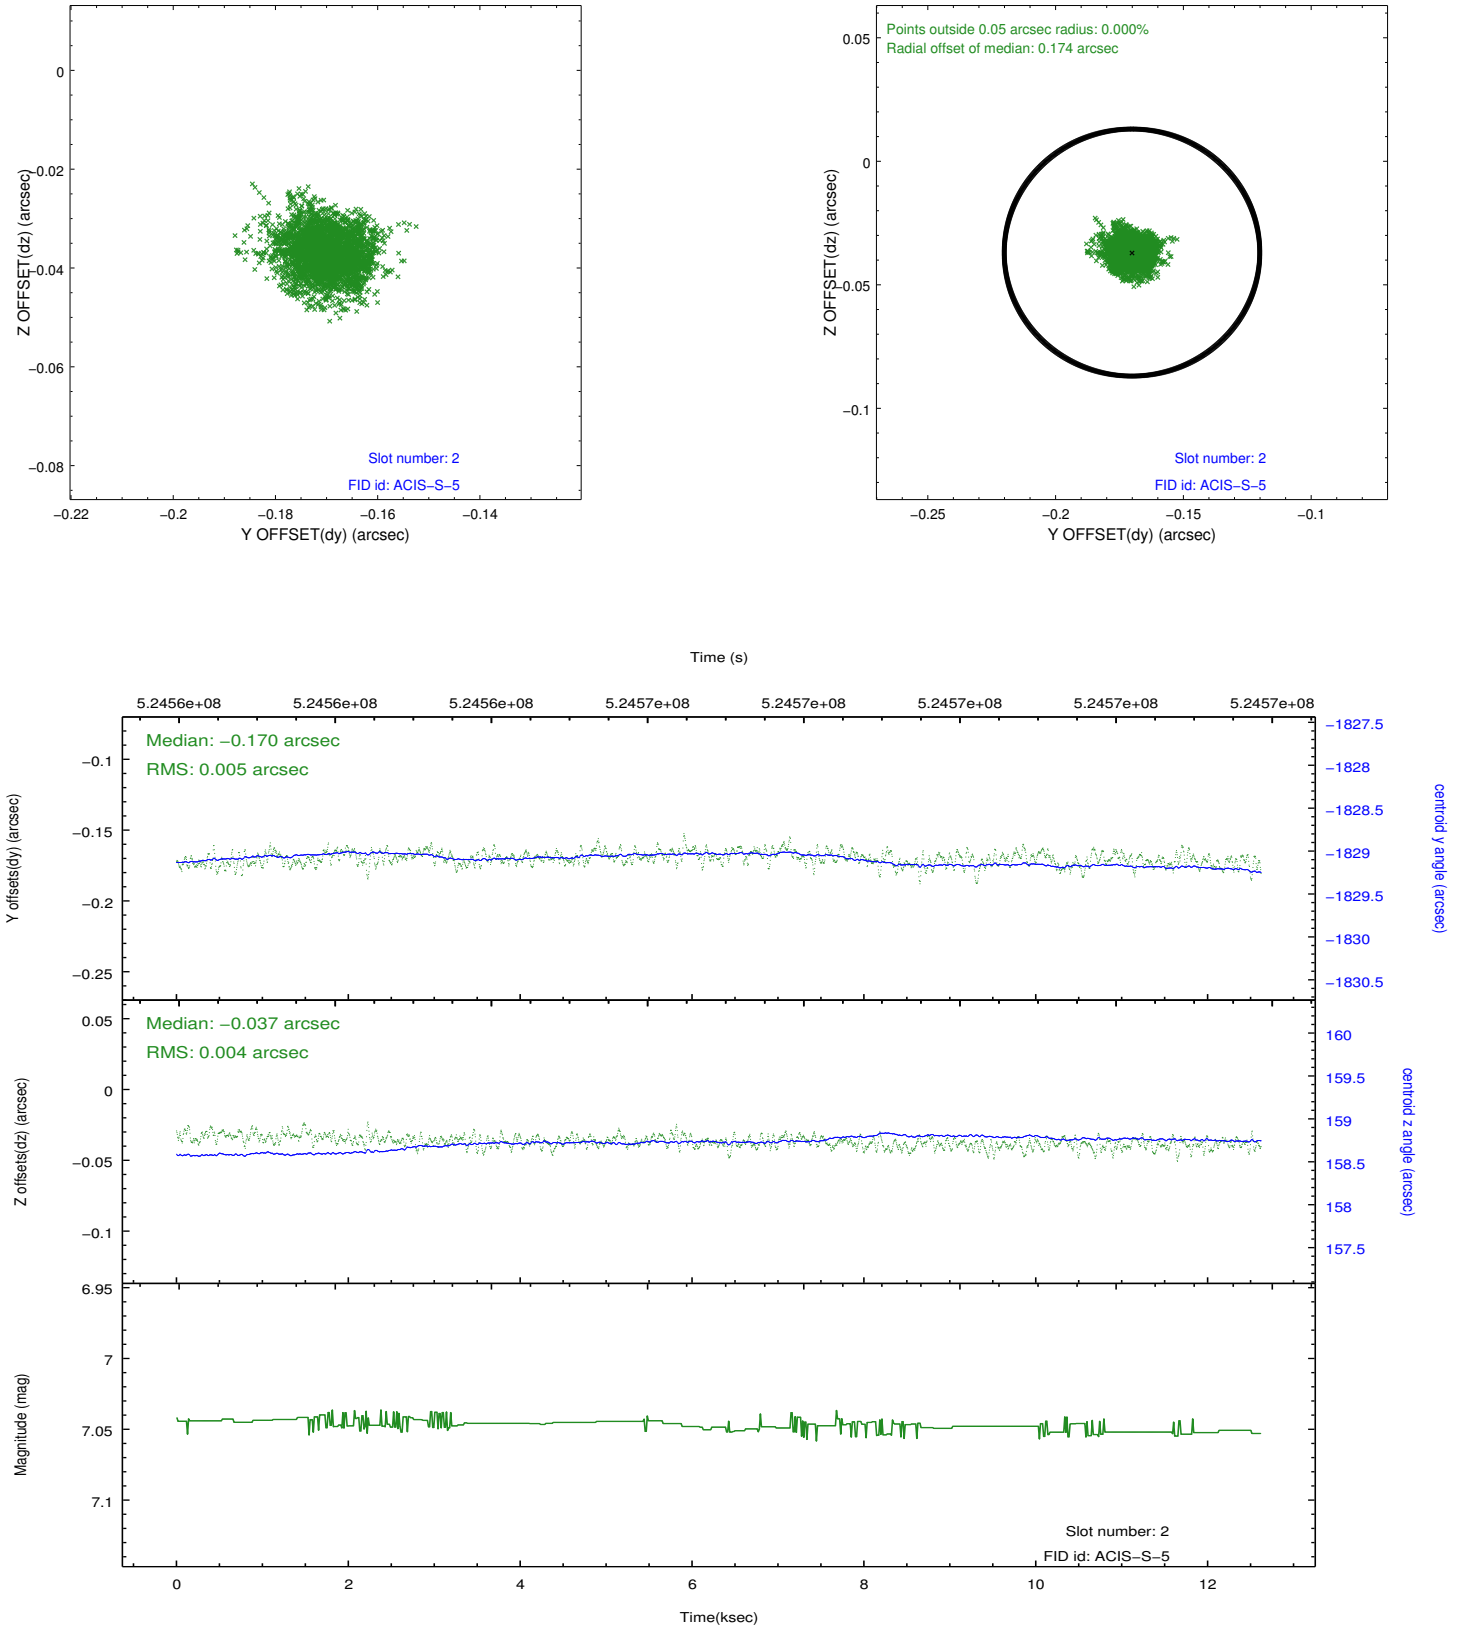 0
−0.02
−0.04
−0.06
−0.08
Z OFFSET(dz) (arcsec)
Slot number: 2
FID id: ACIS−S−5
−0.22
−0.2
−0.18
−0.16
−0.14
Y OFFSET(dy) (arcsec)
Points outside 0.05 arcsec radius: 0.000%
Radial offset of median: 0.174 arcsec
0.05
0
−0.05
−0.1
Z OFFSET(dz) (arcsec)
Slot number: 2
FID id: ACIS−S−5
−0.25
−0.2
−0.15
−0.1
Y OFFSET(dy) (arcsec)
Time (s)
5.2456e+08
5.2456e+08
5.2456e+08
5.2457e+08
5.2457e+08
5.2457e+08
5.2457e+08
5.2457e+08
Median: −0.170 arcsec
RMS: 0.005 arcsec
−0.1
−0.15
−0.2
−0.25
Y offsets(dy) (arcsec)
−1827.5
−1828
−1828.5
−1829
−1829.5
−1830
−1830.5
centroid y angle (arcsec)
Median: −0.037 arcsec
RMS: 0.004 arcsec
0.05
0
−0.05
−0.1
Z offsets(dz) (arcsec)
160
159.5
159
158.5
158
157.5
centroid z angle (arcsec)
6.95
7
7.05
7.1
Magnitude (mag)
Slot number: 2
FID id: ACIS−S−5
0
2
4
6
8
10
12
Time(ksec)